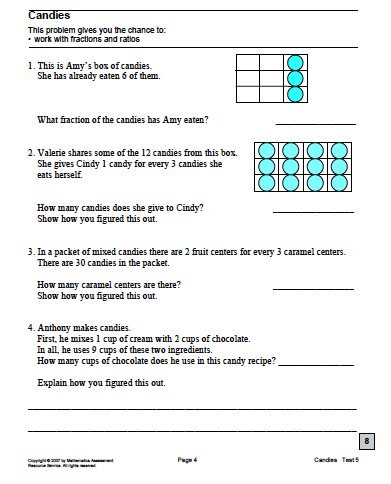 Candies
This problem gives you the chance to:
• work with fractions and ratios
1. This is Amy's box of candies.
She has already eaten 6 of them.
What fraction of the candies has Amy eaten? _______________
2. Valerie shares some of the 12 candies from this box.
She gives Cindy 1 candy for every 3 candies she
eats herself.
How many candies does she give to Cindy? _______________
Show how you figured this out.
3. In a packet of mixed candies there are 2 fruit centers for every 3 caramel centers.
There are 30 candies in the packet.
How many caramel centers are there? _______________
Show how you figured this out.
4. Anthony makes candies.
First, he mixes 1 cup of cream with 2 cups of chocolate.
In all, he uses 9 cups of these two ingredients.
How many cups of chocolate does he use in this candy recipe? _______________
Explain how you figured this out.
8
Copyright © 2007 by Mathematics Assessment
Resource Service. All rights reserved.
Page 4
Candies Test 5